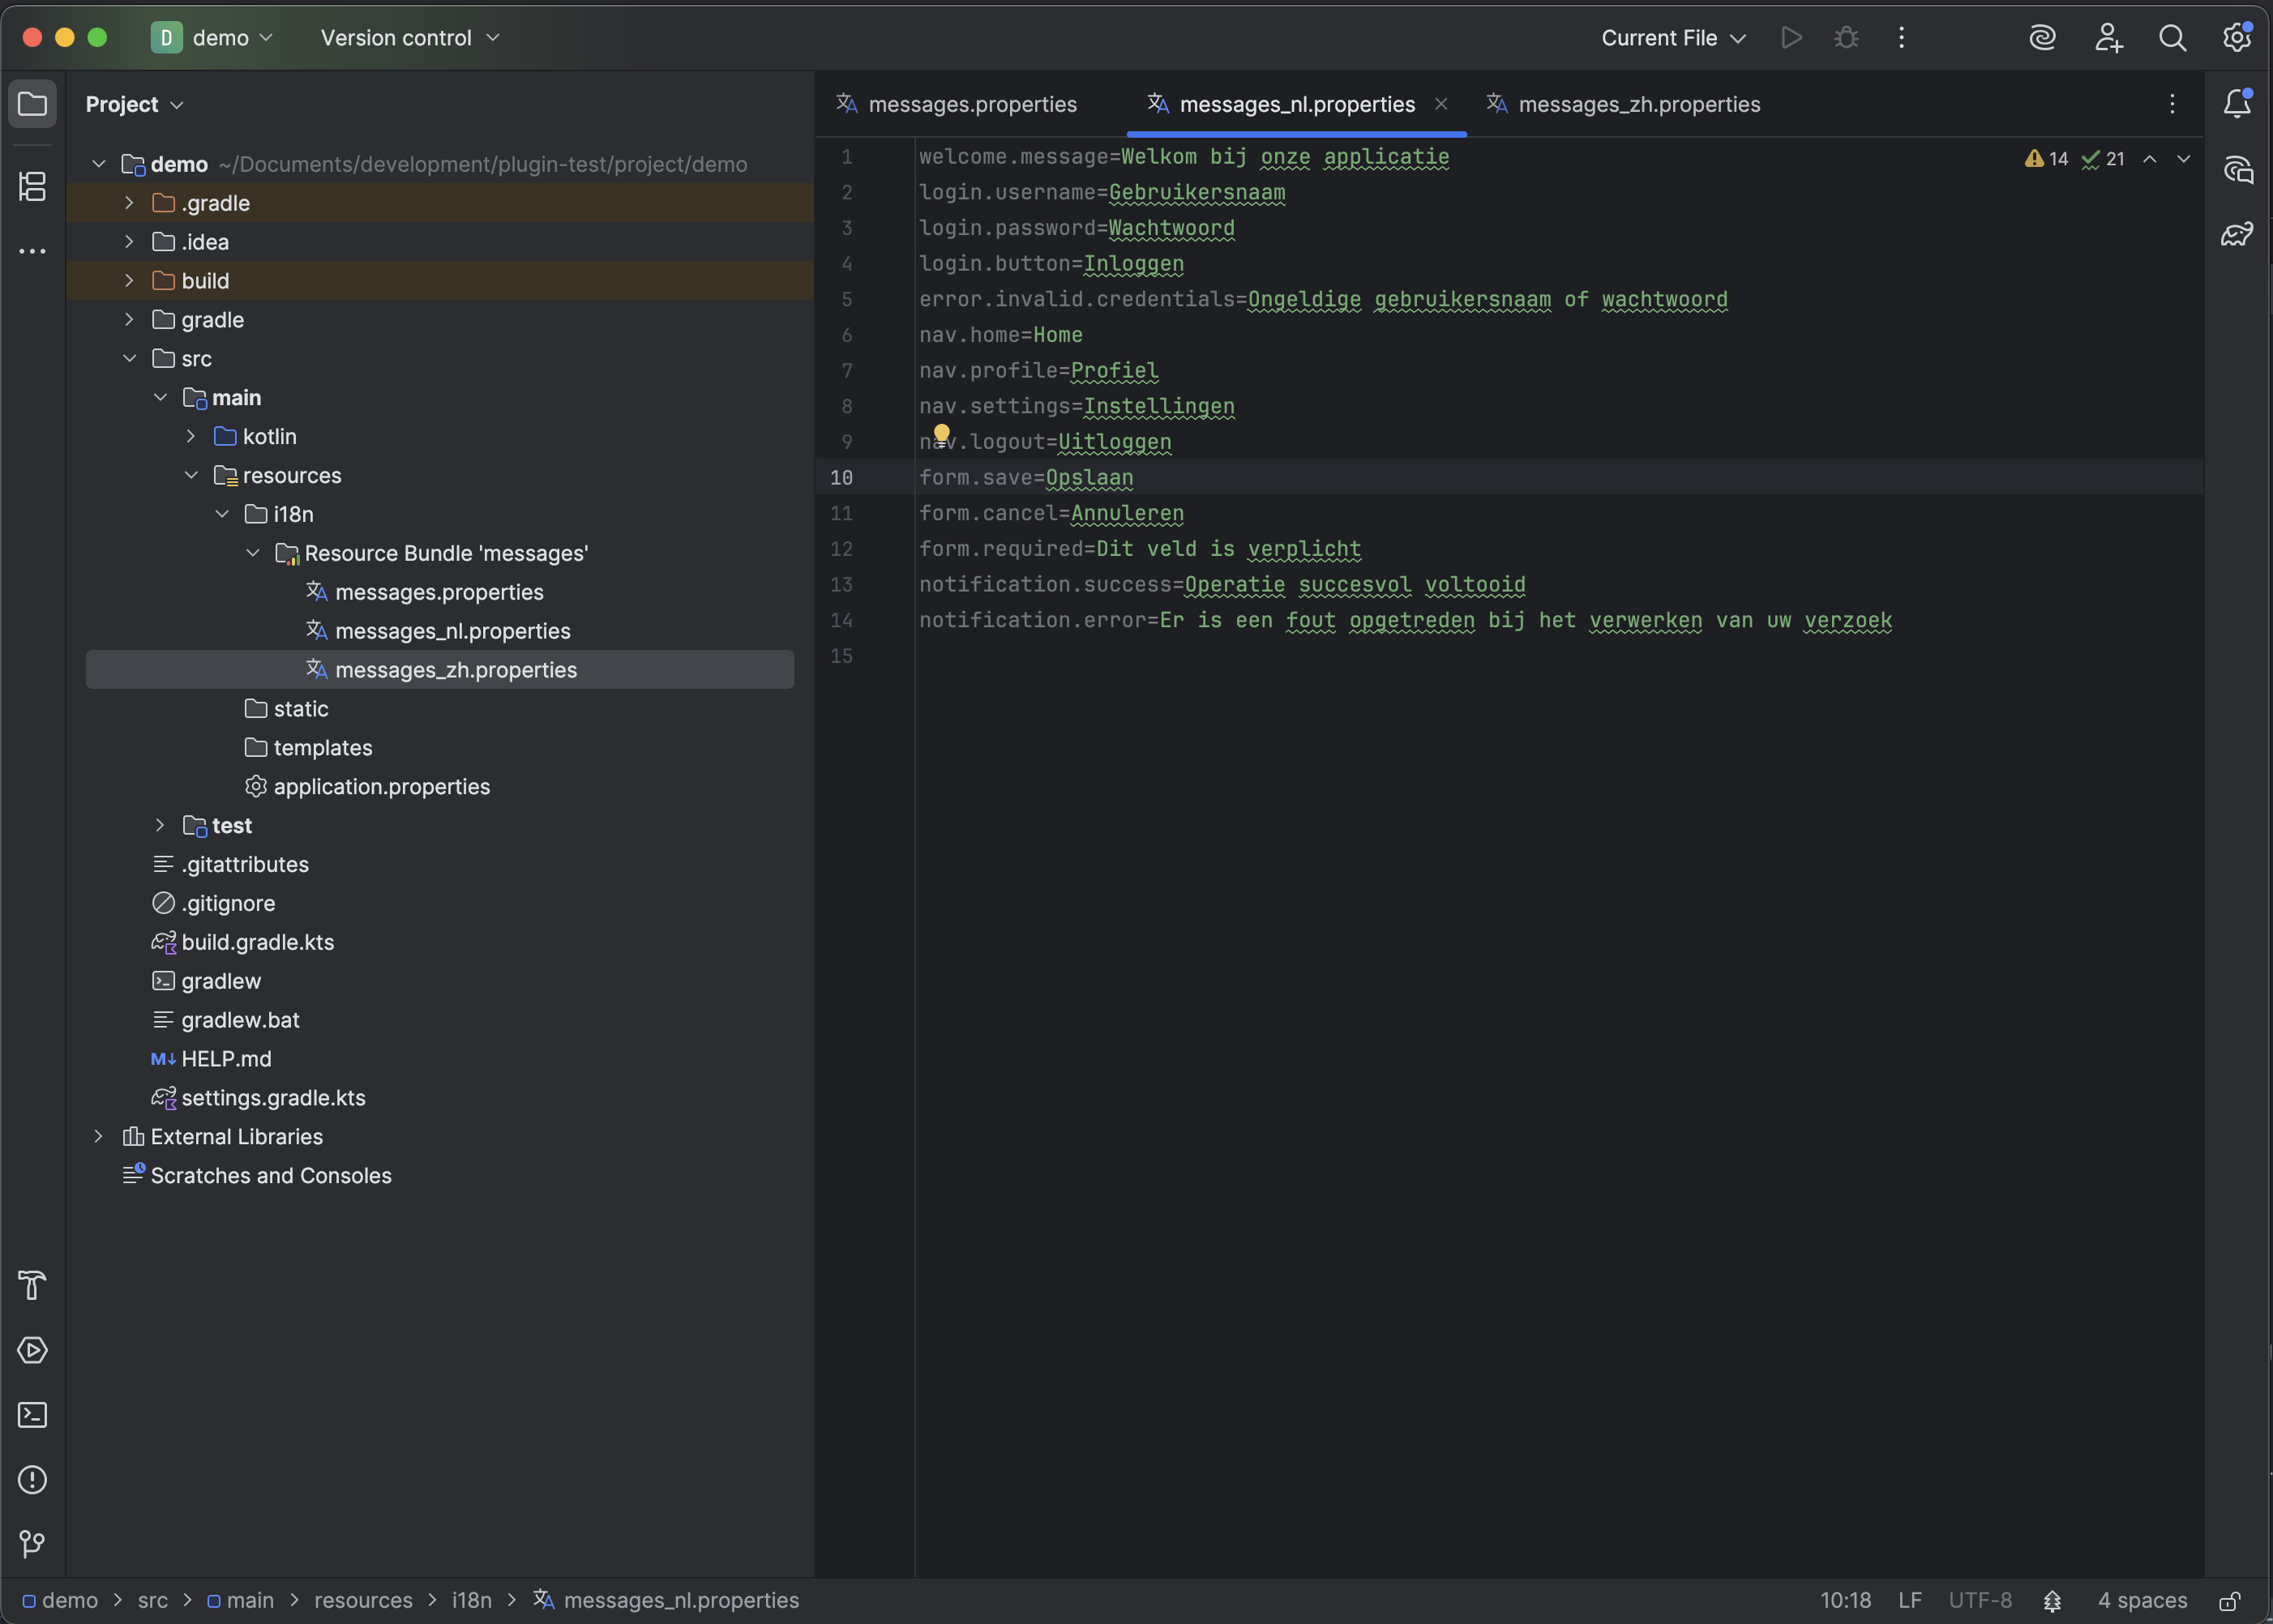 D demo Version control Current File
Project
messages.properties messages_nl.properties messages_zh.properties
demo ~/Documents/development/plugin-test/project/demo
.gradle
.idea
build
gradle
src
main
kotlin
resources
i18n
Resource Bundle 'messages'
messages.properties
messages_nl.properties
messages_zh.properties
static
templates
application.properties
test
.gitattributes
.gitignore
build.gradle.kts
gradlew
gradlew.bat
M↓ HELP.md
settings.gradle.kts
External Libraries
Scratches and Consoles
14 21
1 welcome.message=Welkom bij onze applicatie
2 login.username=Gebruikersnaam
3 login.password=Wachtwoord
4 login.button=Inloggen
5 error.invalid.credentials=Ongeldige gebruikersnaam of wachtwoord
6 nav.home=Home
7 nav.profile=Profiel
8 nav.settings=Instellingen
9 nav.logout=Uitloggen
10 form.save=Opslaan
11 form.cancel=Annuleren
12 form.required=Dit veld is verplicht
13 notification.success=Operatie succesvol voltooid
14 notification.error=Er is een fout opgetreden bij het verwerken van uw verzoek
15
demo > src > main > resources > i18n > messages_nl.properties
10:18 LF UTF-8 4 spaces